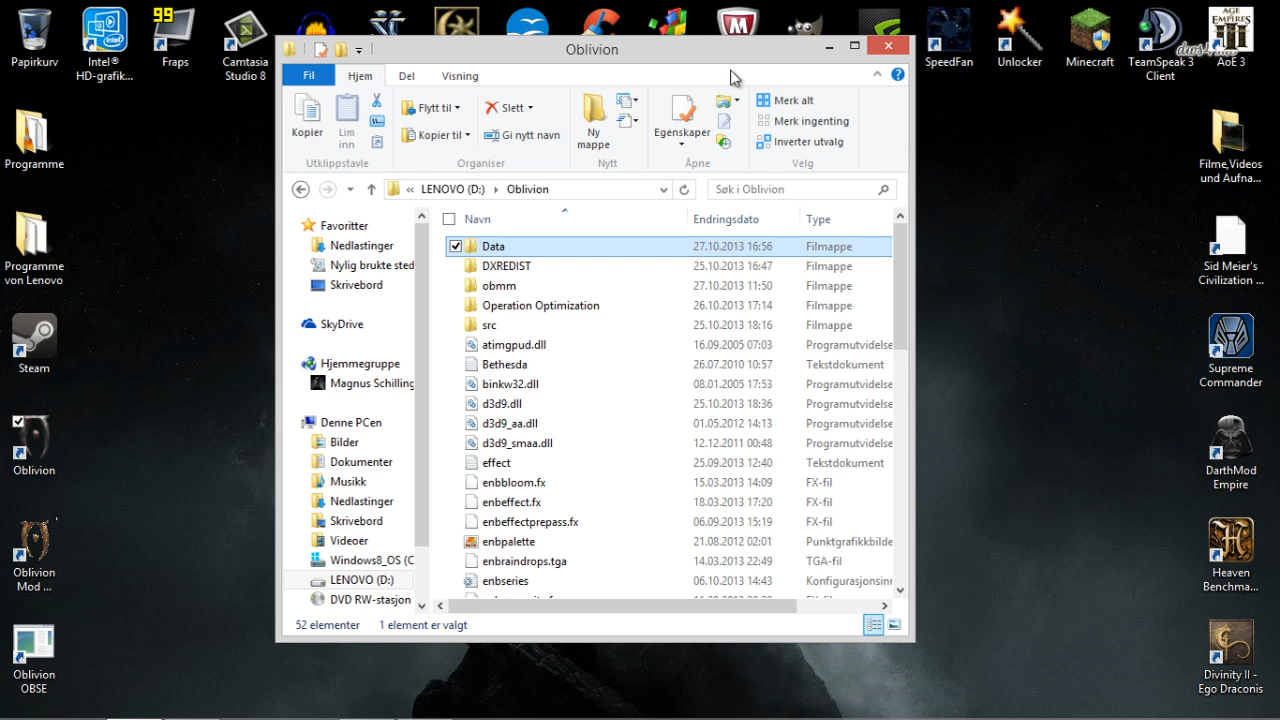 99
Papirkurv
Intel®
HD-grafik...
Fraps
Camtasia
Studio 8
SpeedFan
Unlocker
Minecraft
TeamSpeak 3
Client
AGE
EMPIRES
III
AoE 3
Programme
Programme
von Lenovo
Steam
Oblivion
Oblivion
Mod ...
Oblivion
OBSE
Filme,Videos
und Aufna...
Sid Meier's
Civilization ...
Supreme
Commander
DarthMod
Empire
Heaven
Benchma...
Divinity II -
Ego Draconis
Oblivion
Fil Hjem Del Visning
Kopier
Lim
inn
Utklippstavle
Flytt til
Kopier til
Slett
Gi nytt navn
Organiser
Ny
mappe
Nytt
Egenskaper
Åpne
Merk alt
Merk ingenting
Inverter utvalg
Velg
« LENOVO (D:) Oblivion
Søk i Oblivion
Favoritter
Nedlastinger
Nylig brukte sted
Skrivebord
SkyDrive
Hjemmegruppe
Magnus Schilling
Denne PCen
Bilder
Dokumenter
Musikk
Nedlastinger
Skrivebord
Videoer
Windows8_OS (C
LENOVO (D:)
DVD RW-stasjon
Navn Endringsdato Type
Data 27.10.2013 16:56 Filmappe
DXREDIST 25.10.2013 16:47 Filmappe
obmm 27.10.2013 11:50 Filmappe
Operation Optimization 26.10.2013 17:14 Filmappe
src 25.10.2013 18:16 Filmappe
atimgpud.dll 16.09.2005 07:03 Programutvidelse
Bethesda 26.07.2010 10:57 Tekstdokument
binkw32.dll 08.01.2005 17:53 Programutvidelse
d3d9.dll 25.10.2013 18:36 Programutvidelse
d3d9_aa.dll 01.05.2012 14:13 Programutvidelse
d3d9_smaa.dll 12.12.2011 00:48 Programutvidelse
effect 25.09.2013 12:40 Tekstdokument
enbbloom.fx 15.03.2013 14:09 FX-fil
enbeffect.fx 18.03.2013 17:20 FX-fil
enbeffectprepass.fx 06.09.2013 15:19 FX-fil
enbpalette 21.08.2012 02:01 Punktgrafikkbilde
enbraindrops.tga 14.03.2013 22:49 TGA-fil
enbseries 06.10.2013 14:43 Konfigurasjonsinn
52 elementer 1 element er valgt